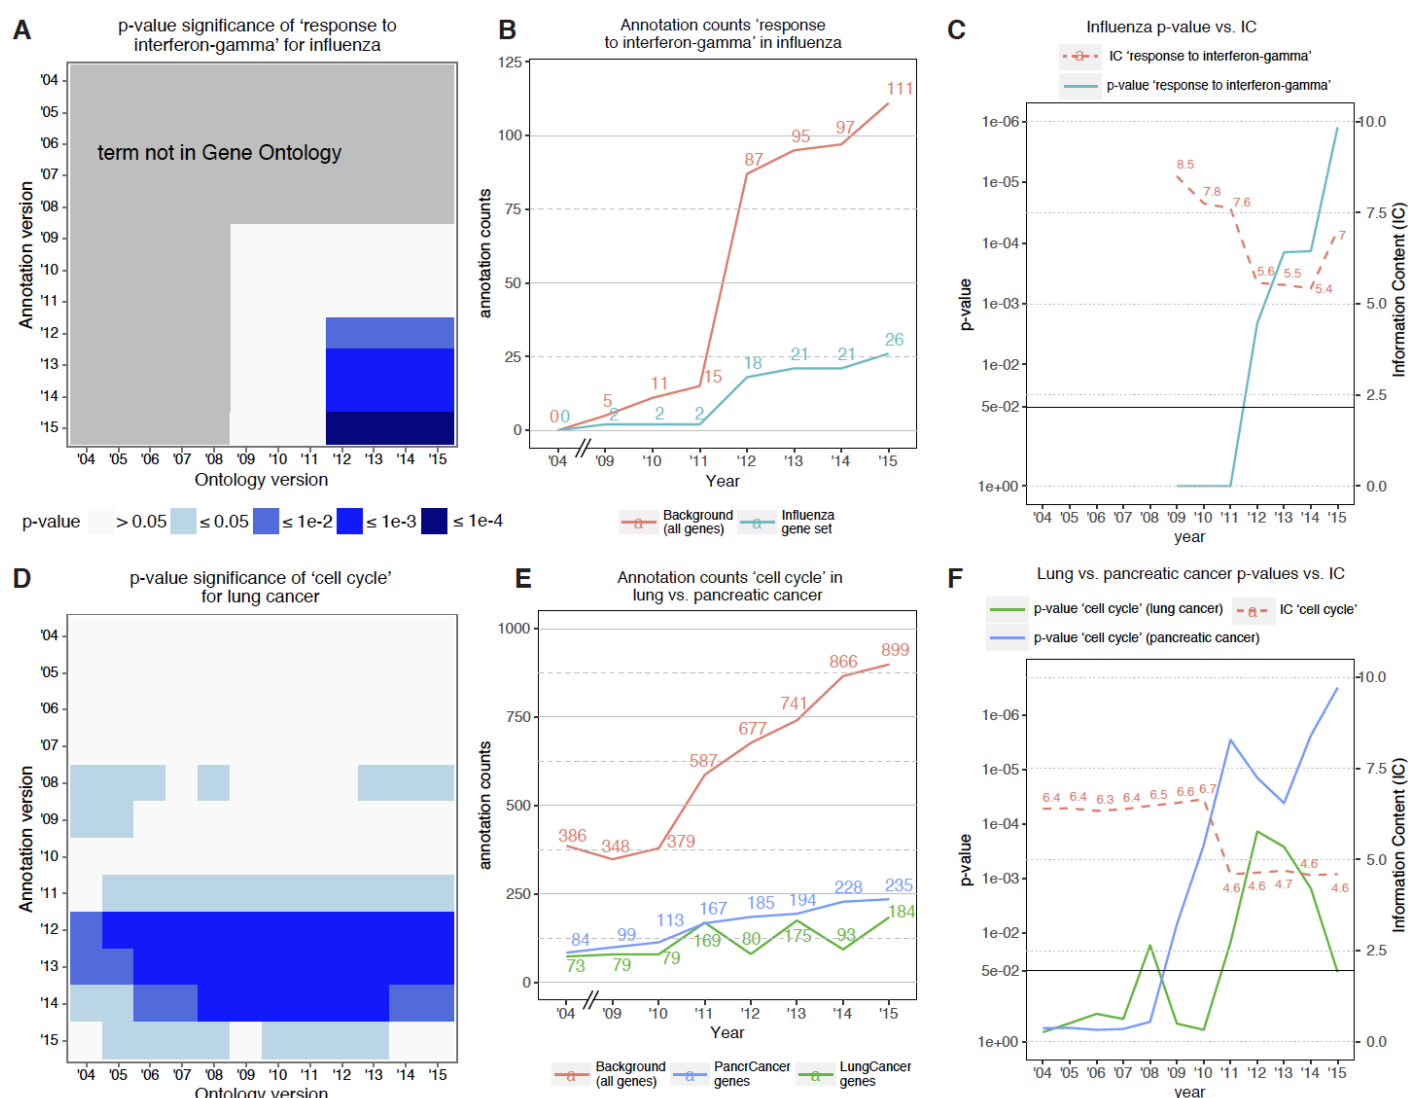 A
p-value significance of ‘response to
interferon-gamma’ for influenza
Annotation version
'04
'05
'06
'07
'08
'09
'10
'11
'12
'13
'14
'15
term not in Gene Ontology
'04 '05 '06 '07 '08 '09 '10 '11 '12 '13 '14 '15
Ontology version
p-value > 0.05 ≤ 0.05 ≤ 1e-2 ≤ 1e-3 ≤ 1e-4
B
Annotation counts ‘response
to interferon-gamma’ in influenza
annotation counts
125
100
75
50
25
0
0 5 11 15 87 95 97 111
0 2 2 2 18 21 21 26
'04 '09 '10 '11 '12 '13 '14 '15
Year
a Background
(all genes)
a Influenza
gene set
C
Influenza p-value vs. IC
a IC ‘response to interferon-gamma’
p-value ‘response to interferon-gamma’
p-value
1e-06
1e-05
1e-04
1e-03
1e-02
5e-02
1e+00
8.5 7.8 7.6 5.6 5.5 5.4 7
10.0
7.5
5.0
2.5
0.0
Information Content (IC)
'04 '05 '06 '07 '08 '09 '10 '11 '12 '13 '14 '15
year
D
p-value significance of ‘cell cycle’
for lung cancer
Annotation version
'04
'05
'06
'07
'08
'09
'10
'11
'12
'13
'14
'15
'04 '05 '06 '07 '08 '09 '10 '11 '12 '13 '14 '15
Ontology version
E
Annotation counts ‘cell cycle’ in
lung vs. pancreatic cancer
annotation counts
1000
750
500
250
0
386 348 379 587 677 741 866 899
84 99 113 167 185 194 228 235
73 79 79 169 80 175 93 184
'04 '09 '10 '11 '12 '13 '14 '15
Year
a Background
(all genes)
a PancrCancer
genes
a LungCancer
genes
F
Lung vs. pancreatic cancer p-values vs. IC
p-value ‘cell cycle’ (lung cancer) a IC ‘cell cycle’
p-value ‘cell cycle’ (pancreatic cancer)
p-value
1e-06
1e-05
1e-04
1e-03
1e-02
5e-02
1e+00
6.4 6.4 6.3 6.4 6.5 6.6 6.7 4.6 4.6 4.7 4.6 4.6
10.0
7.5
5.0
2.5
0.0
Information Content (IC)
'04 '05 '06 '07 '08 '09 '10 '11 '12 '13 '14 '15
year